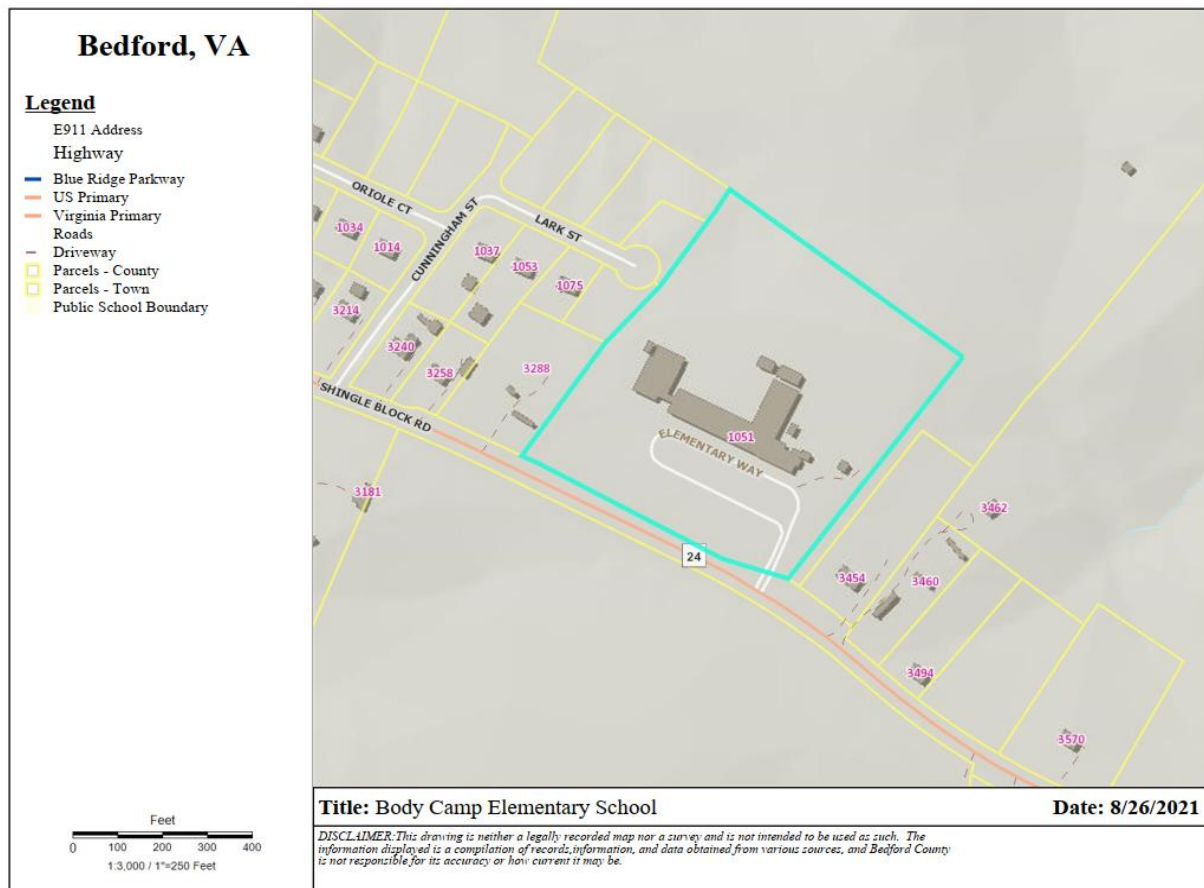 Bedford, VA
Legend
E911 Address
Highway
Blue Ridge Parkway
US Primary
Virginia Primary
Roads
Driveway
Parcels - County
Parcels - Town
Public School Boundary
Feet
0 100 200 300 400
1:3,000 / 1"=250 Feet
ORIOLE CT
CUNNINGHAM ST
LARK ST
1034
1014
1037
1053
1075
3214
3240
3258
3288
SHINGLE BLOCK RD
1051
ELEMENTARY WAY
3181
24
3462
3454
3460
3494
3570
Title: Body Camp Elementary School
Date: 8/26/2021
DISCLAIMER:This drawing is neither a legally recorded map nor a survey and is not intended to be used as such. The
information displayed is a compilation of records,information, and data obtained from various sources, and Bedford County
is not responsible for its accuracy or how current it may be.